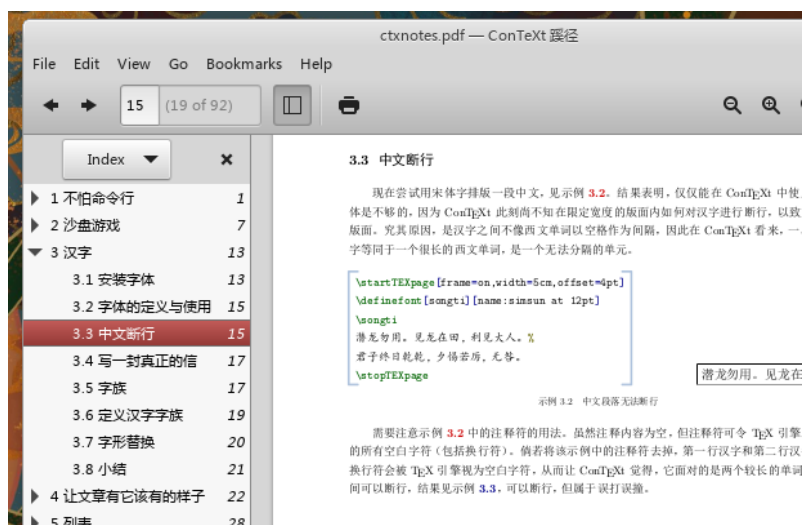 ctxnotes.pdf — ConTeXt 蹊径
File Edit View Go Bookmarks Help
15 (19 of 92)
Index
1 不怕命令行 1
2 沙盘游戏 7
3 汉字 13
3.1 安装字体 13
3.2 字体的定义与使用 15
3.3 中文断行 15
3.4 写一封真正的信 17
3.5 字族 17
3.6 定义汉字字族 19
3.7 字形替换 20
3.8 小结 21
4 让文章有它该有的样子 22
5 列表 28
3.3 中文断行
现在尝试用宋体字排版一段中文,见示例 3.2。结果表明,仅仅能在 ConTEXt 中使
体是不够的,因为 ConTEXt 此刻尚不知在限定宽度的版面内如何对汉字进行断行,以致
版面。究其原因,是汉字之间不像西文单词以空格作为间隔,因此在 ConTEXt 看来,一
字等同于一个很长的西文单词,是一个无法分隔的单元。
\startTEXpage[frame=on,width=5cm,offset=4pt]
\definefont[songti][name:simsun at 12pt]
\songti
潜龙勿用。见龙在田,利见大人。%
君子终日乾乾,夕惕若厉,无咎。
\stopTEXpage
潜龙勿用。见龙在
示例 3.2 中文段落无法断行
需要注意示例 3.2 中的注释符的用法。虽然注释内容为空,但注释符可令 TEX 引擎
的所有空白字符(包括换行符)。倘若将该示例中的注释符去掉,第一行汉字和第二行汉
换行符会被 TEX 引擎视为空白字符,从而让 ConTEXt 觉得,它面对的是两个较长的单词
间可以断行,结果见示例 3.3,可以断行,但属于误打误撞。